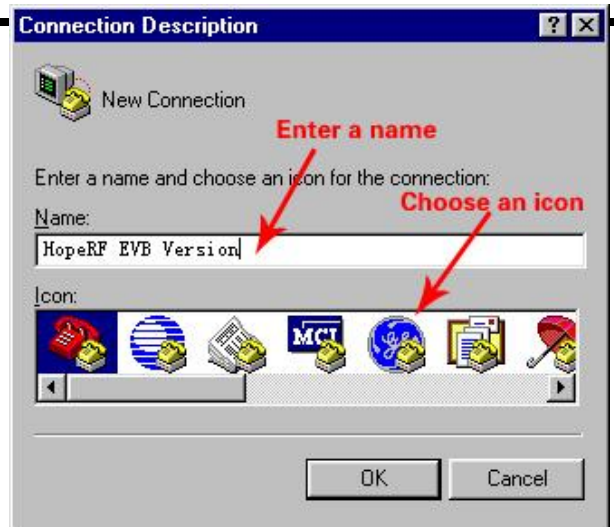 Connection Description
New Connection
Enter a name
Enter a name and choose an icon for the connection:
Choose an icon
Name:
HopeRF EVB Version
Icon:
MCI
OK
Cancel